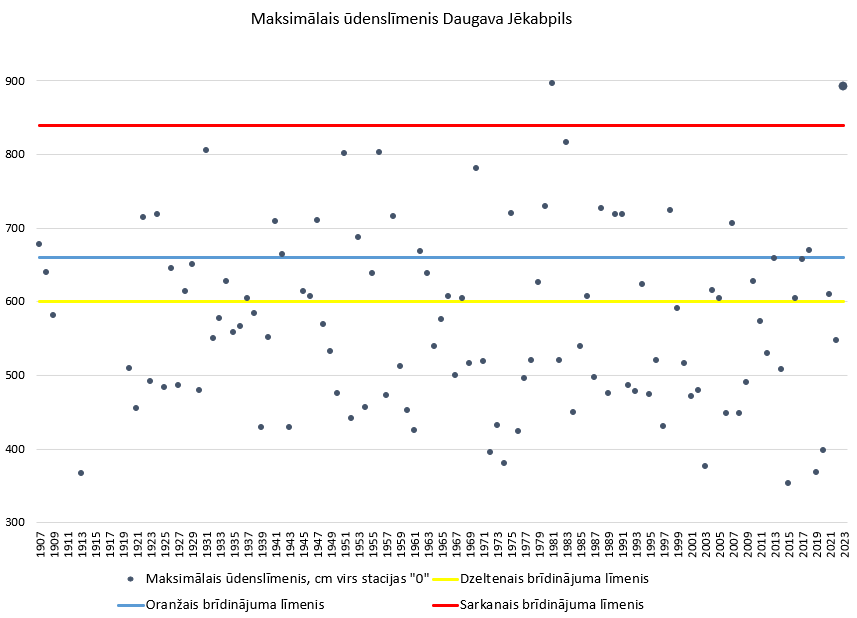 Maksimālais ūdenslīmenis Daugava Jēkabpils
900
800
700
600
500
400
300
1907 1909 1911 1913 1915 1917 1919 1921 1923 1925 1927 1929 1931 1933 1935 1937 1939 1941 1943 1945 1947 1949 1951 1953 1955 1957 1959 1961 1963 1965 1967 1969 1971 1973 1975 1977 1979 1981 1983 1985 1987 1989 1991 1993 1995 1997 1999 2001 2003 2005 2007 2009 2011 2013 2015 2017 2019 2021 2023
Maksimālais ūdenslīmenis, cm virs stacijas "0" Dzeltenais brīdinājuma līmenis
Oranžais brīdinājuma līmenis Sarkanais brīdinājuma līmenis